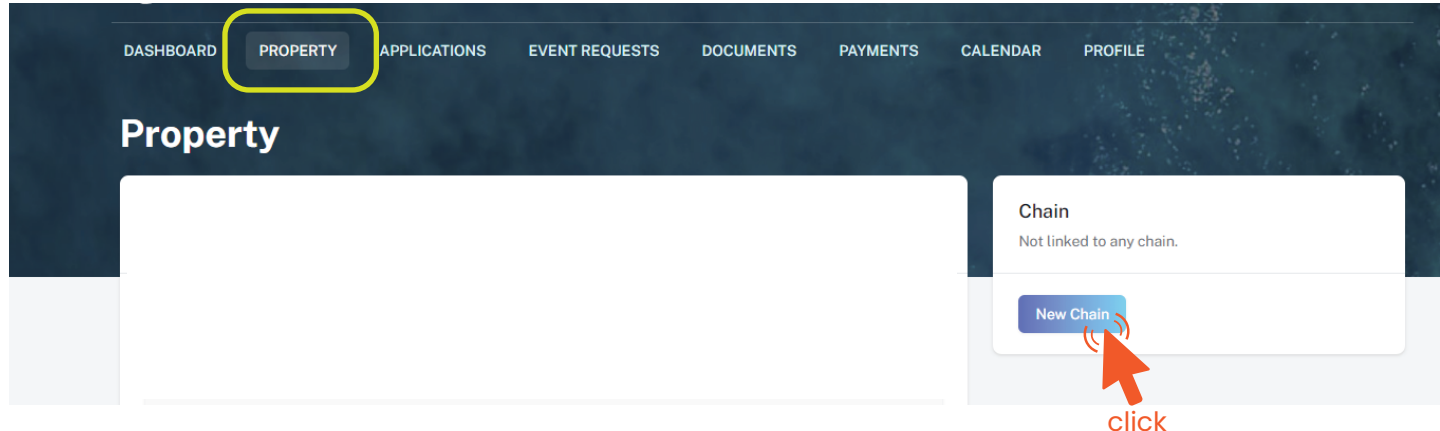 DASHBOARD PROPERTY APPLICATIONS EVENT REQUESTS DOCUMENTS PAYMENTS CALENDAR PROFILE
Property
Chain
Not linked to any chain.
New Chain
click